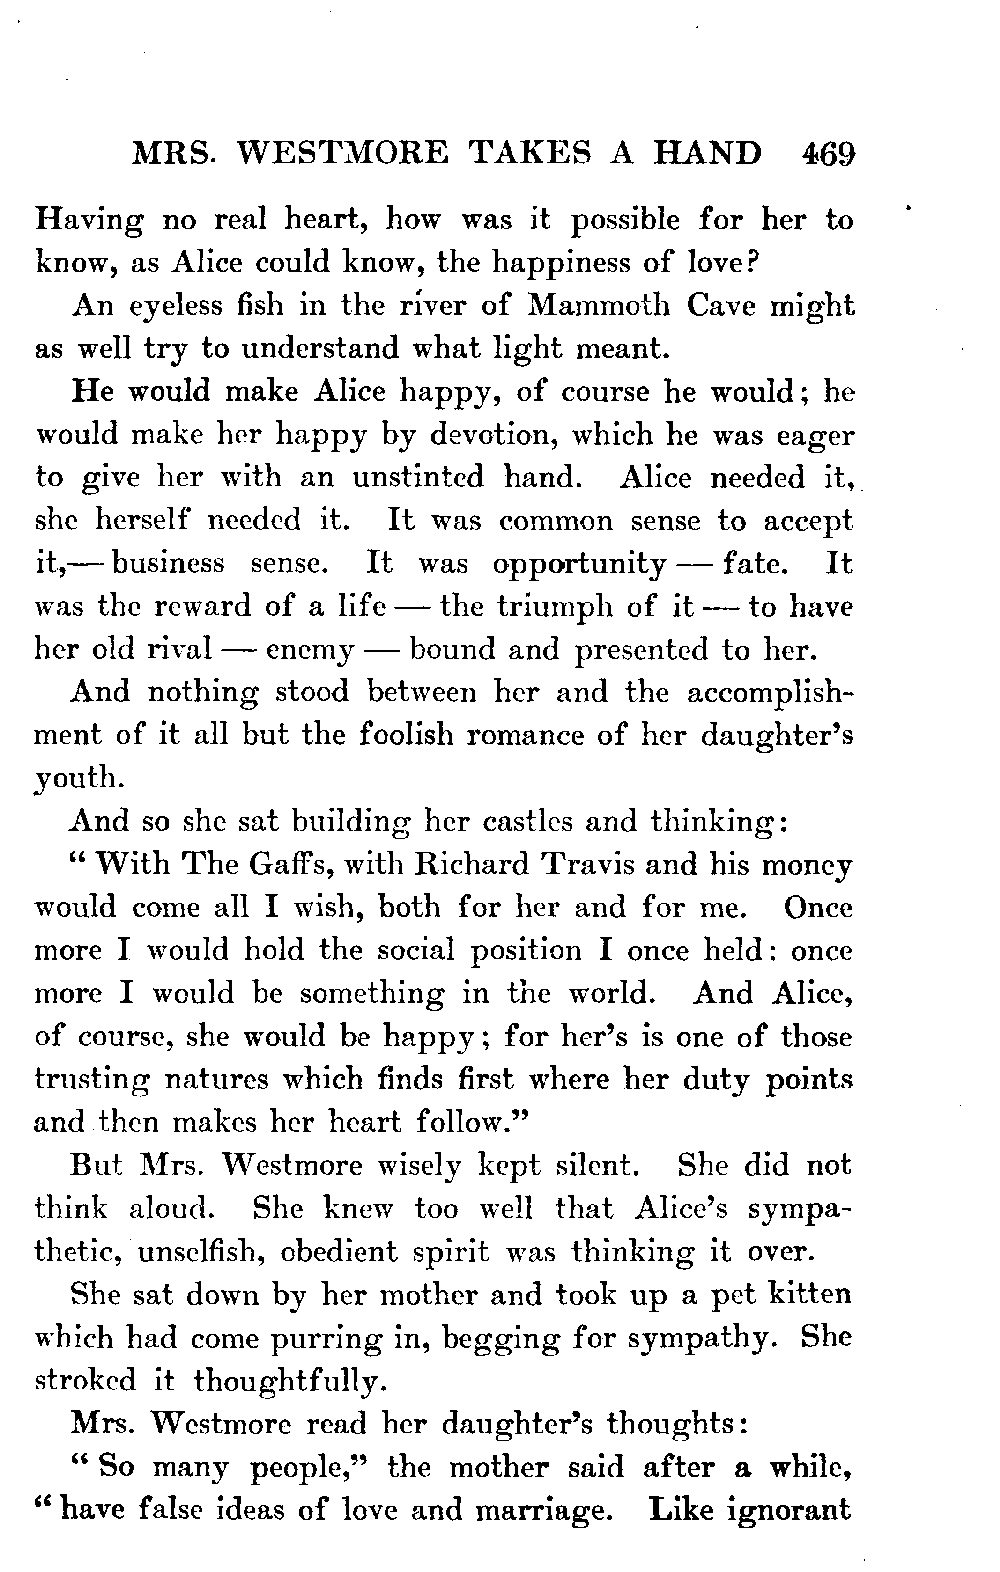 MRS. WESTMORE TAKES A HAND 469
Having no real heart, how was it possible for her to
know, as Alice could know, the happiness of love?
An eyeless fish in the river of Mammoth Cave might
as well try to understand what light meant.
He would make Alice happy, of course he would; he
would make her happy by devotion, which he was eager
to give her with an unstinted hand. Alice needed it,
she herself needed it. It was common sense to accept
it,— business sense. It was opportunity — fate. It
was the reward of a life — the triumph of it — to have
her old rival — enemy — bound and presented to her.
And nothing stood between her and the accomplish-
ment of it all but the foolish romance of her daughter's
youth.
And so she sat building her castles and thinking:
" With The Gaffs, with Richard Travis and his money
would come all I wish, both for her and for me. Once
more I would hold the social position I once held: once
more I would be something in the world. And Alice,
of course, she would be happy; for her's is one of those
trusting natures which finds first where her duty points
and then makes her heart follow."
But Mrs. Westmore wisely kept silent. She did not
think aloud. She knew too well that Alice's sympa-
thetic, unselfish, obedient spirit was thinking it over.
She sat down by her mother and took up a pet kitten
which had come purring in, begging for sympathy. She
stroked it thoughtfully.
Mrs. Westmore read her daughter's thoughts:
" So many people," the mother said after a while,
" have false ideas of love and marriage. Like ignorant